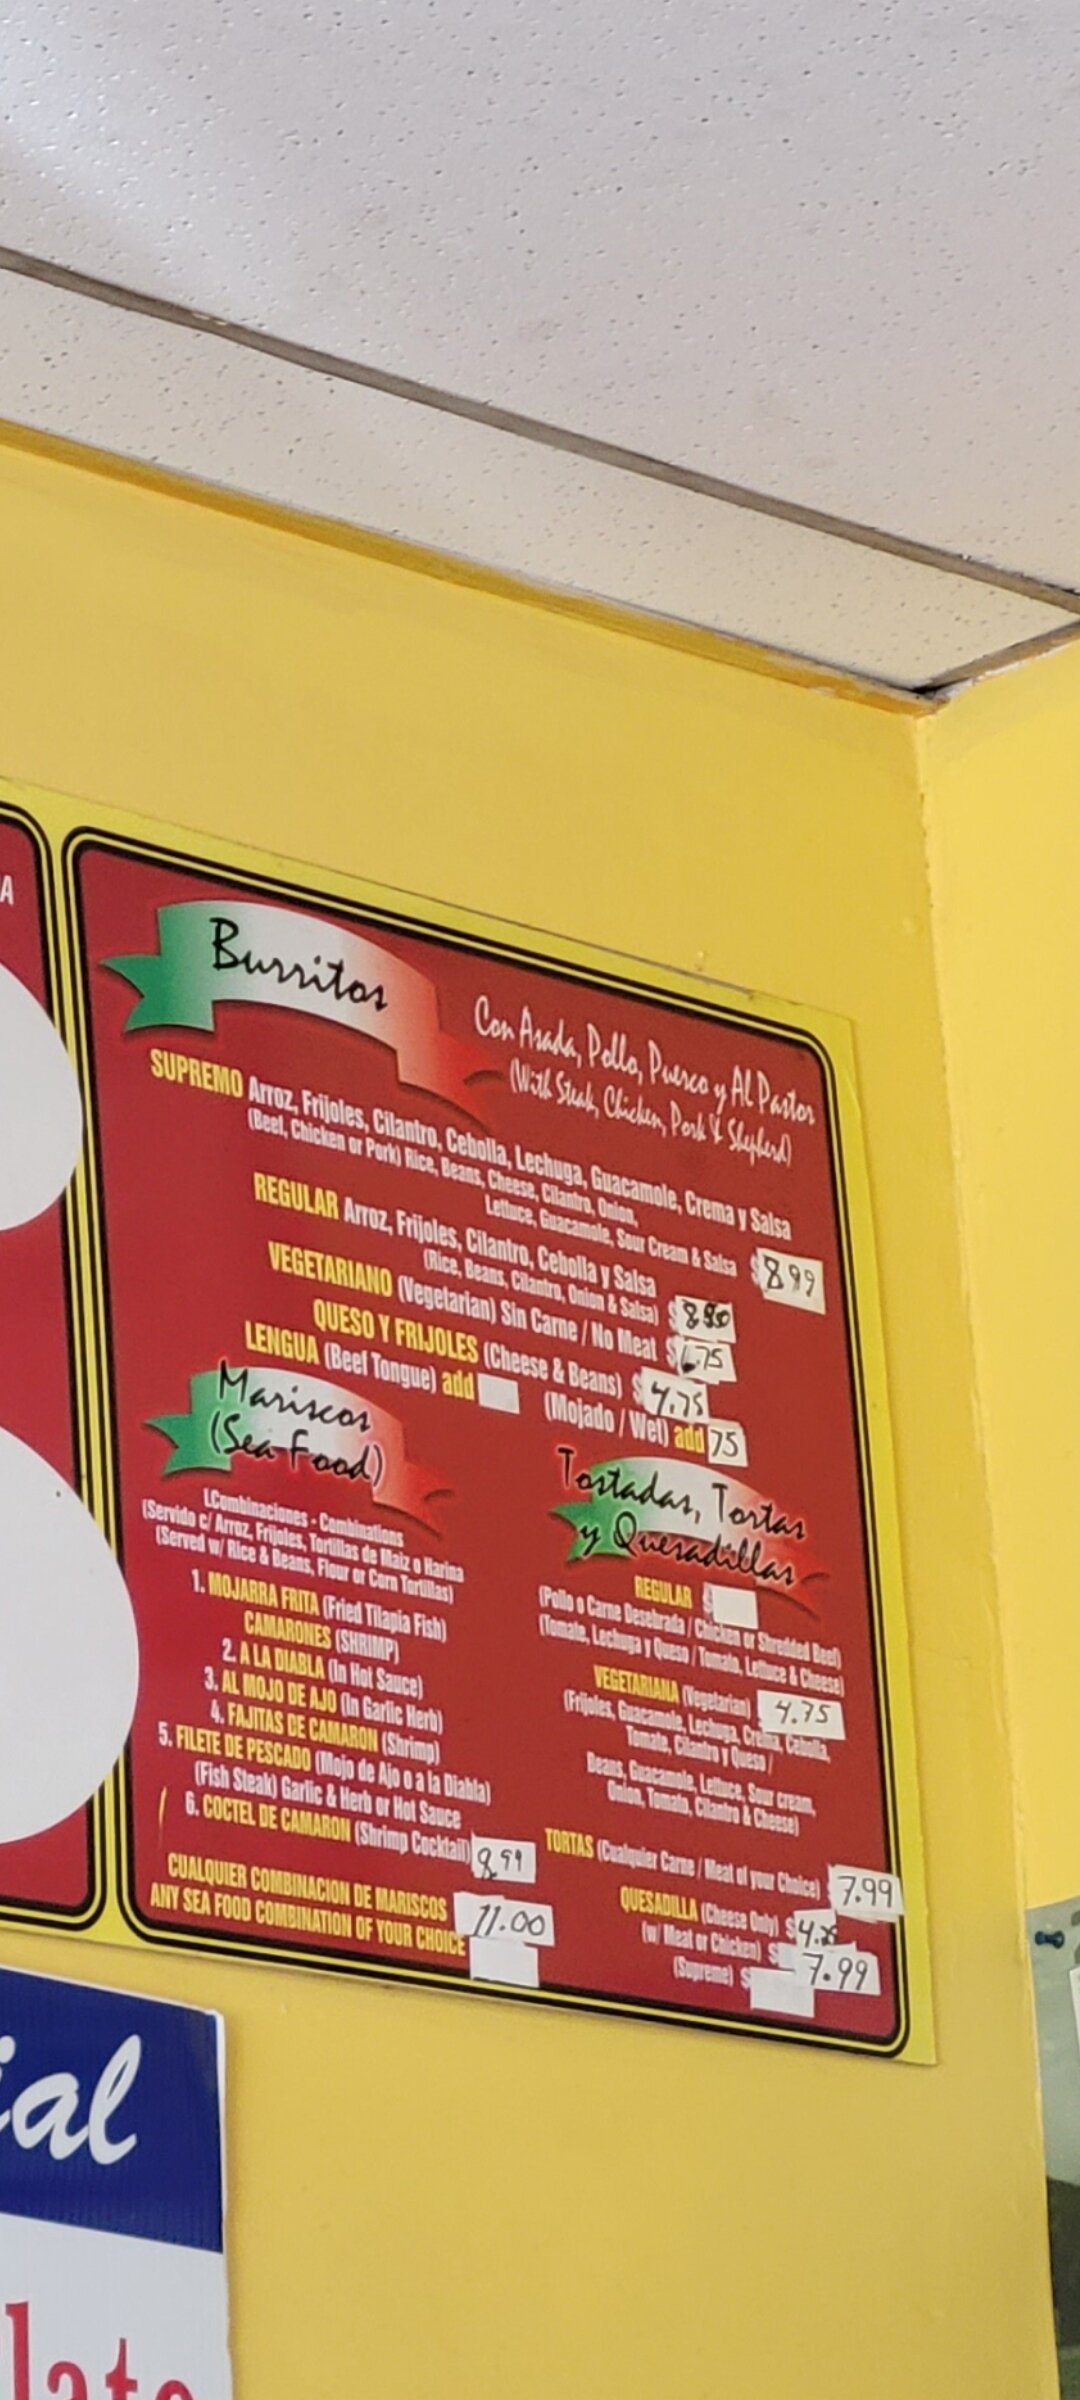 A
Burritos
Con Asada, Pollo, Puerco y Al Pastor
(With Steak, Chicken, Pork & Shepherd)
SUPREMO Arroz, Frijoles, Cilantro, Cebolla, Lechuga, Guacamole, Crema y Salsa
(Beef, Chicken or Pork) Rice, Beans, Cheese, Cilantro, Onion,
Lettuce, Guacamole, Sour Cream & Salsa $8.99
REGULAR Arroz, Frijoles, Cilantro, Cebolla y Salsa
(Rice, Beans, Cilantro, Onion & Salsa) $
VEGETARIANO (Vegetarian) Sin Carne / No Meat $
QUESO Y FRIJOLES (Cheese & Beans) $4.75
LENGUA (Beef Tongue) add
(Mojado / Wet) add 75
Mariscos
(Sea Food)
LCombinaciones - Combinations
(Servido c/ Arroz, Frijoles, Tortillas de Maiz o Harina
(Served w/ Rice & Beans, Flour or Corn Tortillas)
1. MOJARRA FRITA (Fried Tilapia Fish)
CAMARONES (SHRIMP)
2. A LA DIABLA (In Hot Sauce)
3. AL MOJO DE AJO (In Garlic Herb)
4. FAJITAS DE CAMARON (Shrimp)
5. FILETE DE PESCADO (Mojo de Ajo o a la Diabla)
(Fish Steak) Garlic & Herb or Hot Sauce
6. COCTEL DE CAMARON (Shrimp Cocktail) 8.99
CUALQUIER COMBINACION DE MARISCOS 11.00
ANY SEA FOOD COMBINATION OF YOUR CHOICE
Tostadas, Tortas
y Quesadillas
REGULAR $
(Pollo o Carne Desebrada / Chicken or Shredded Beef)
(Tomate, Lechuga y Queso / Tomato, Lettuce & Cheese)
VEGETARIANA (Vegetarian) 4.75
(Frijoles, Guacamole, Lechuga, Crema, Cebolla,
Tomate, Cilantro y Queso /
Beans, Guacamole, Lettuce, Sour cream,
Onion, Tomato, Cilantro & Cheese)
TORTAS (Cualquier Carne / Meat of your Choice) 7.99
QUESADILLA (Cheese Only) $
(w/ Meat or Chicken) $ 7.99
(Supreme) $
ial
late